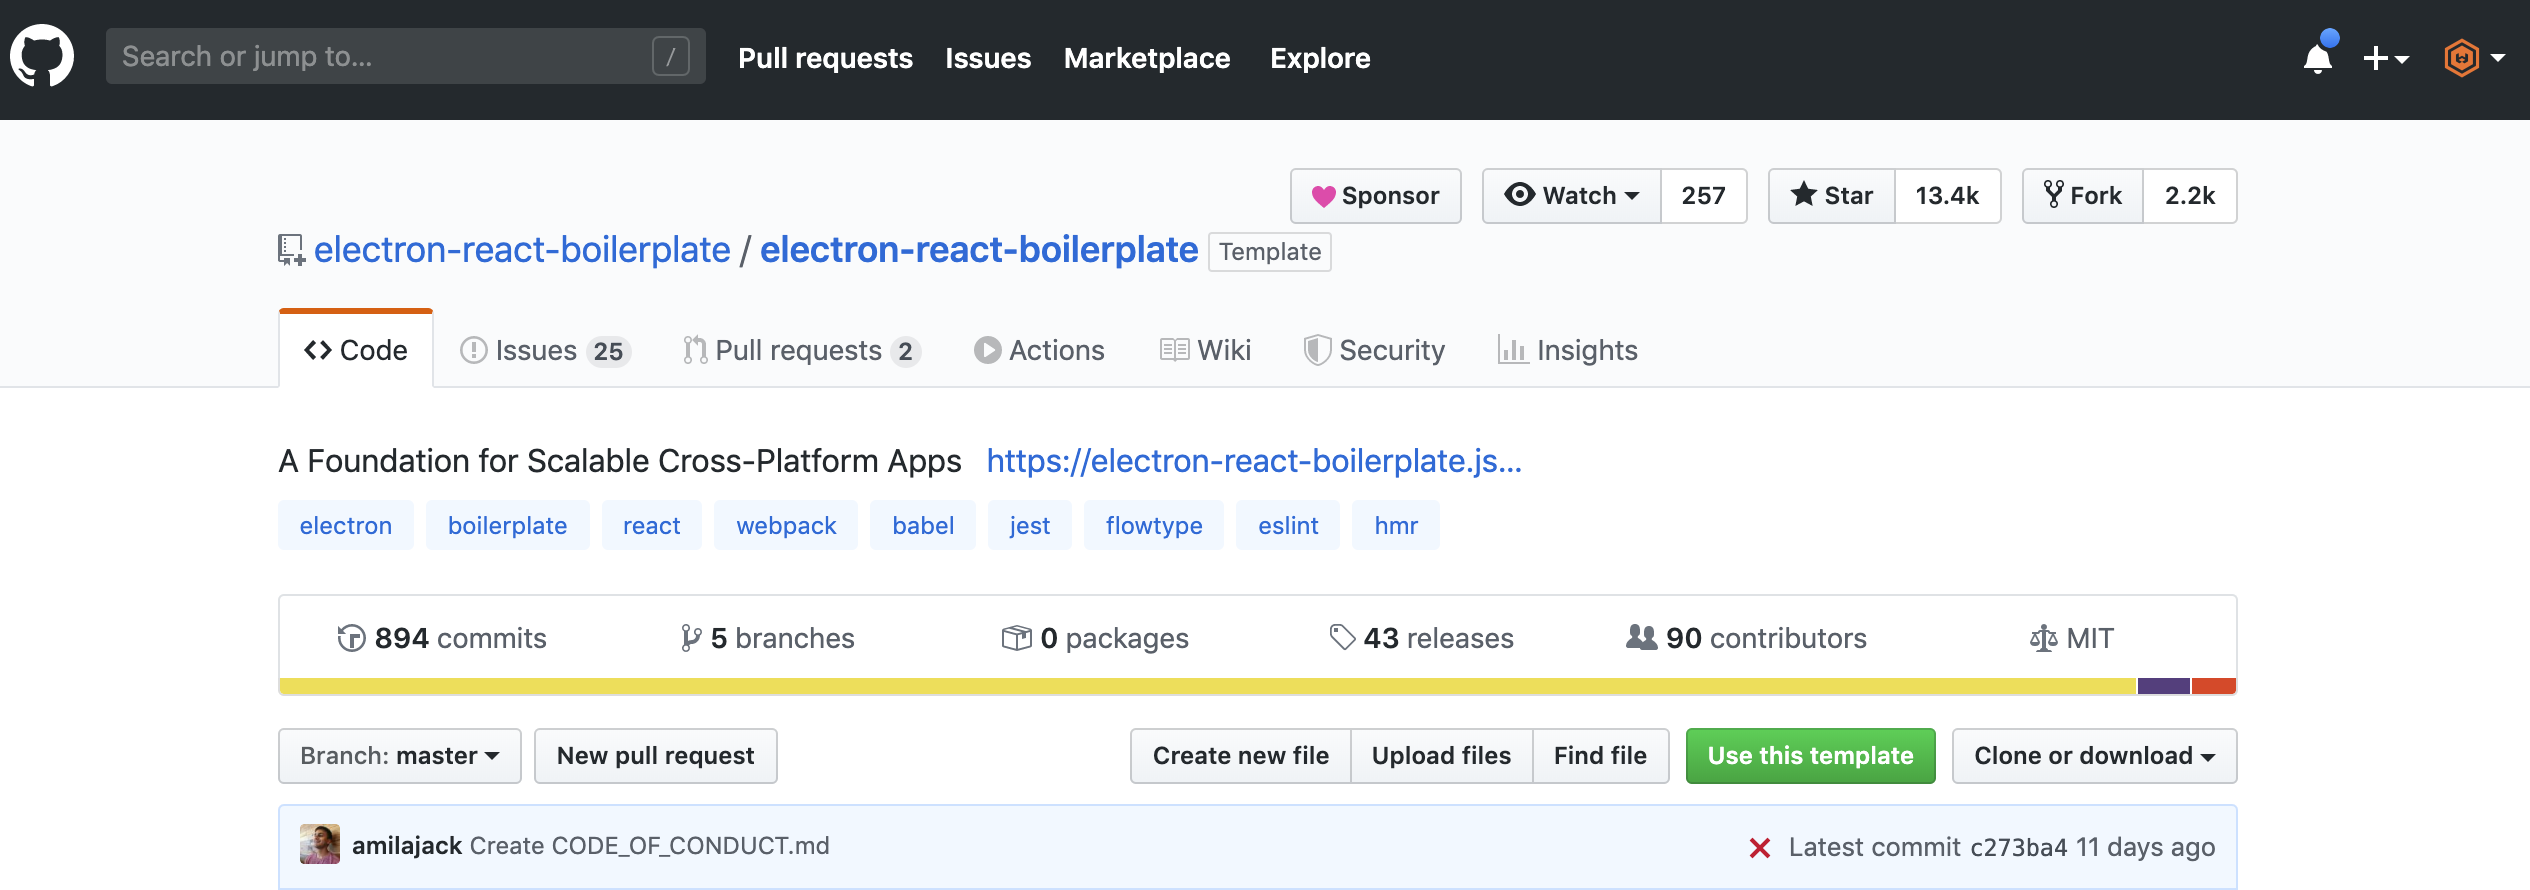 Search or jump to... /
Pull requests Issues Marketplace Explore
Sponsor Watch 257 Star 13.4k Fork 2.2k
electron-react-boilerplate / electron-react-boilerplate Template
Code Issues 25 Pull requests 2 Actions Wiki Security Insights
A Foundation for Scalable Cross-Platform Apps https://electron-react-boilerplate.js...
electron boilerplate react webpack babel jest flowtype eslint hmr
894 commits 5 branches 0 packages 43 releases 90 contributors MIT
Branch: master New pull request Create new file Upload files Find file Use this template Clone or download
amilajack Create CODE_OF_CONDUCT.md Latest commit c273ba4 11 days ago